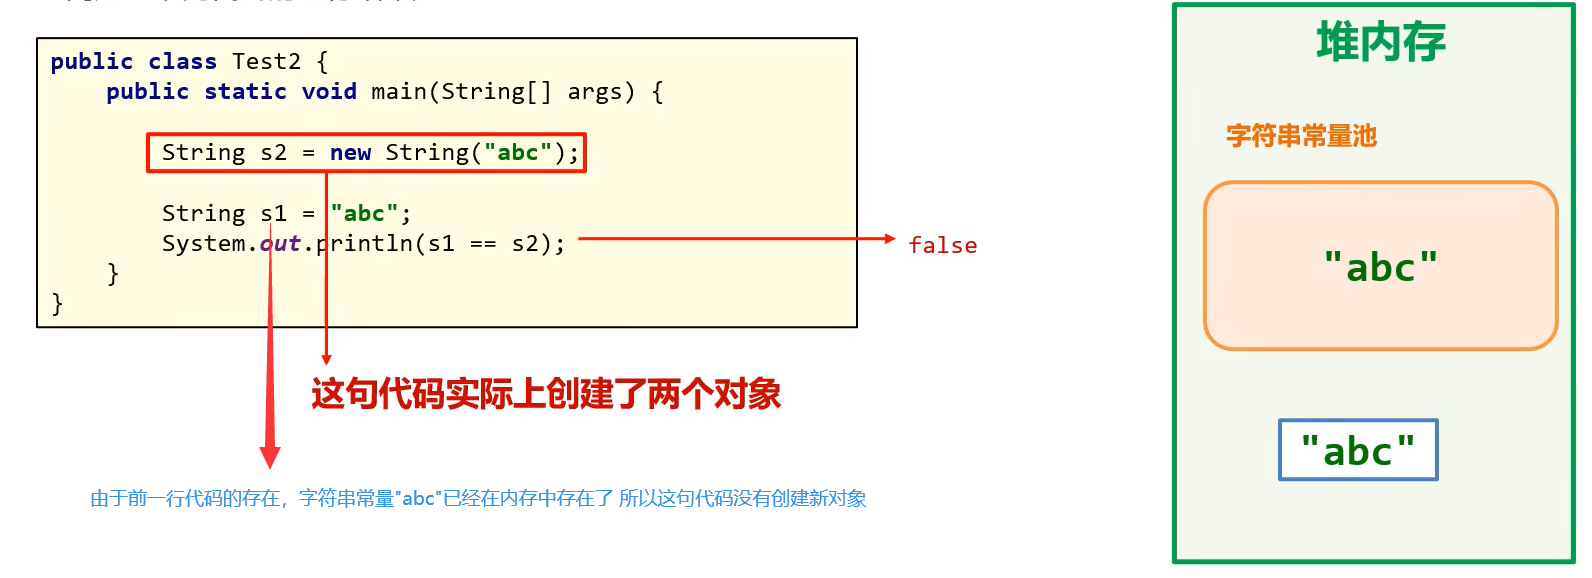 public class Test2 {
public static void main(String[] args) {
String s2 = new String("abc");
String s1 = "abc";
System.out.println(s1 == s2);
}
}
false
这句代码实际上创建了两个对象
由于前一行代码的存在，字符串常量"abc"已经在内存中存在了 所以这句代码没有创建新对象
堆内存
字符串常量池
"abc"
"abc"